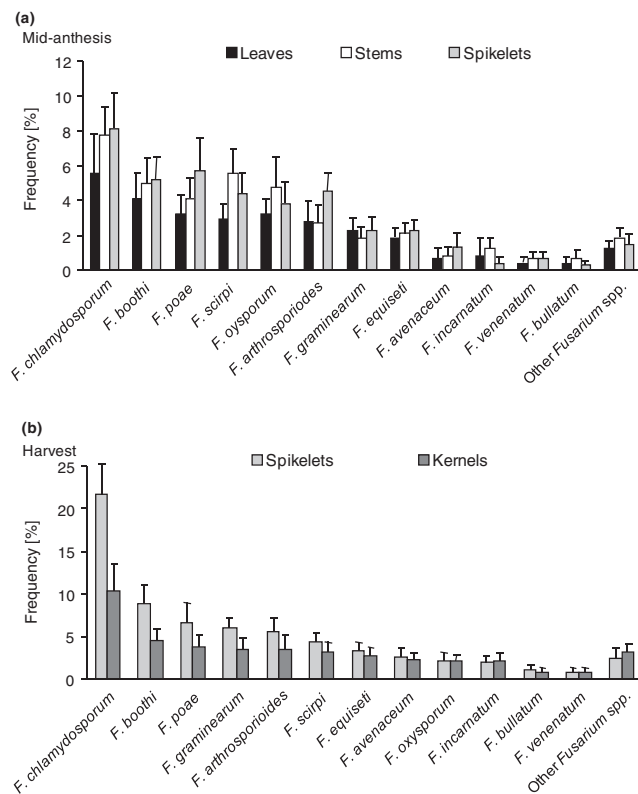 (a)
Mid-anthesis
Leaves Stems Spikelets
Frequency [%]
12
10
8
6
4
2
0
F. chlamydosporum
F. boothi
F. poae
F. scirpi
F. oysporum
F. arthrosporiodes
F. graminearum
F. equiseti
F. avenaceum
F. incarnatum
F. venenatum
F. bullatum
Other Fusarium spp.
(b)
Harvest
Spikelets Kernels
Frequency [%]
25
20
15
10
5
0
F. chlamydosporum
F. boothi
F. poae
F. graminearum
F. arthrosporioides
F. scirpi
F. equiseti
F. avenaceum
F. oxysporum
F. incarnatum
F. bullatum
F. venenatum
Other Fusarium spp.